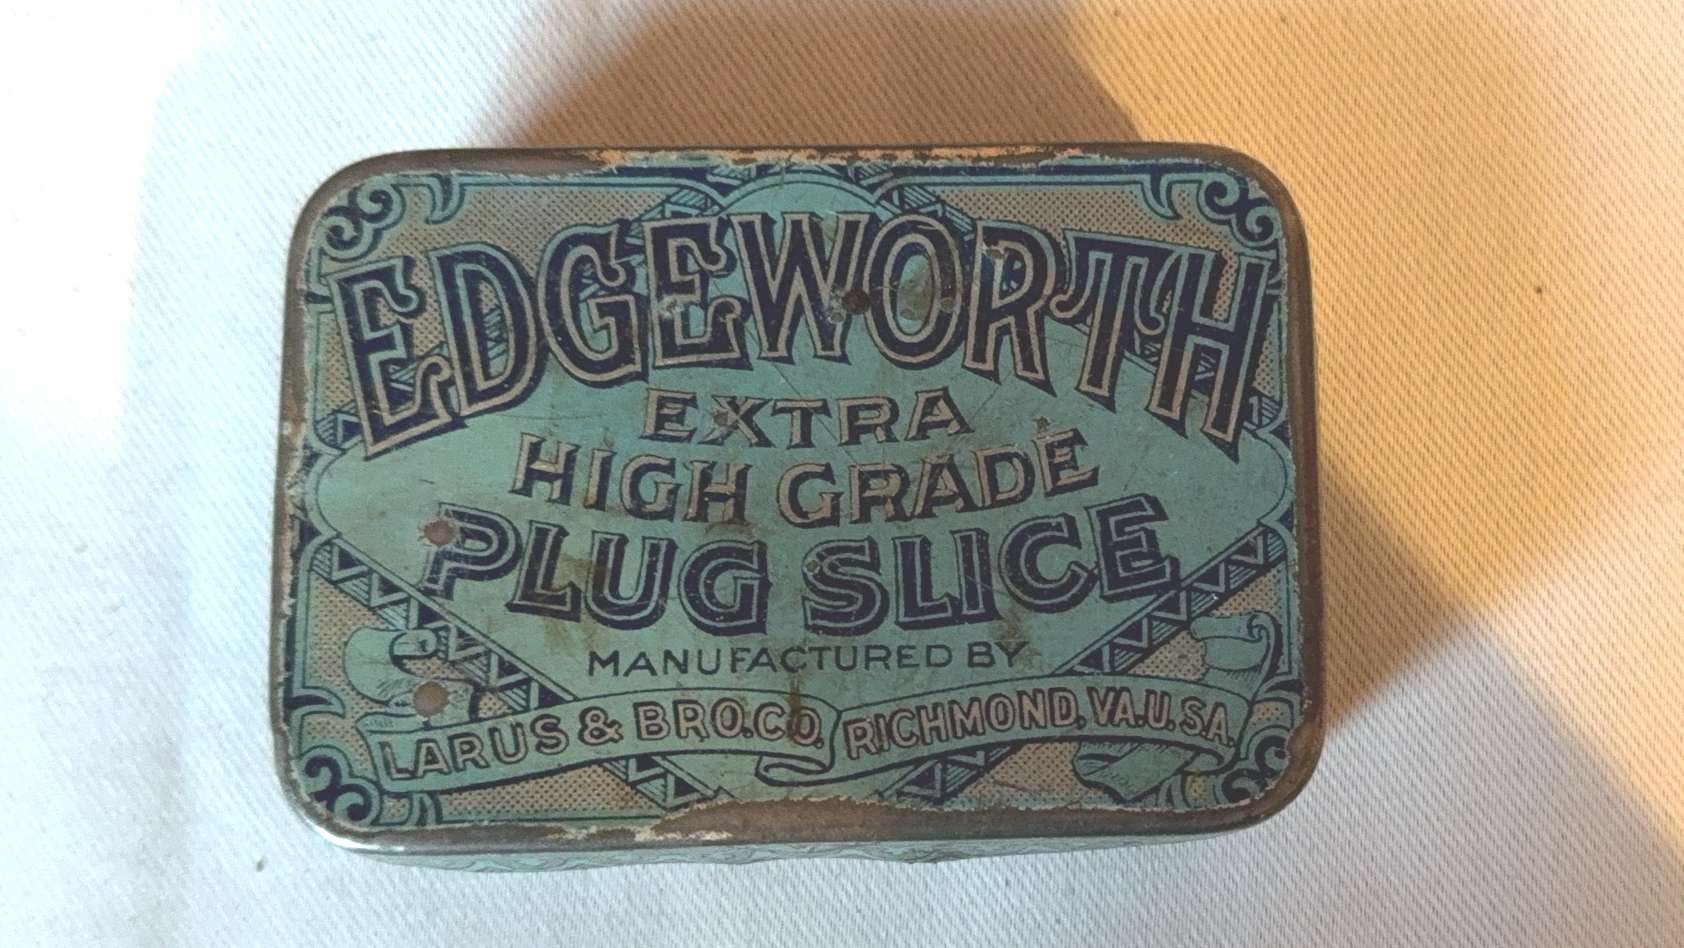 EDGEWORTH
EXTRA
HIGH GRADE
PLUG SLICE
MANUFACTURED BY
LARUS & BRO.CO. RICHMOND, VA.U.S.A.